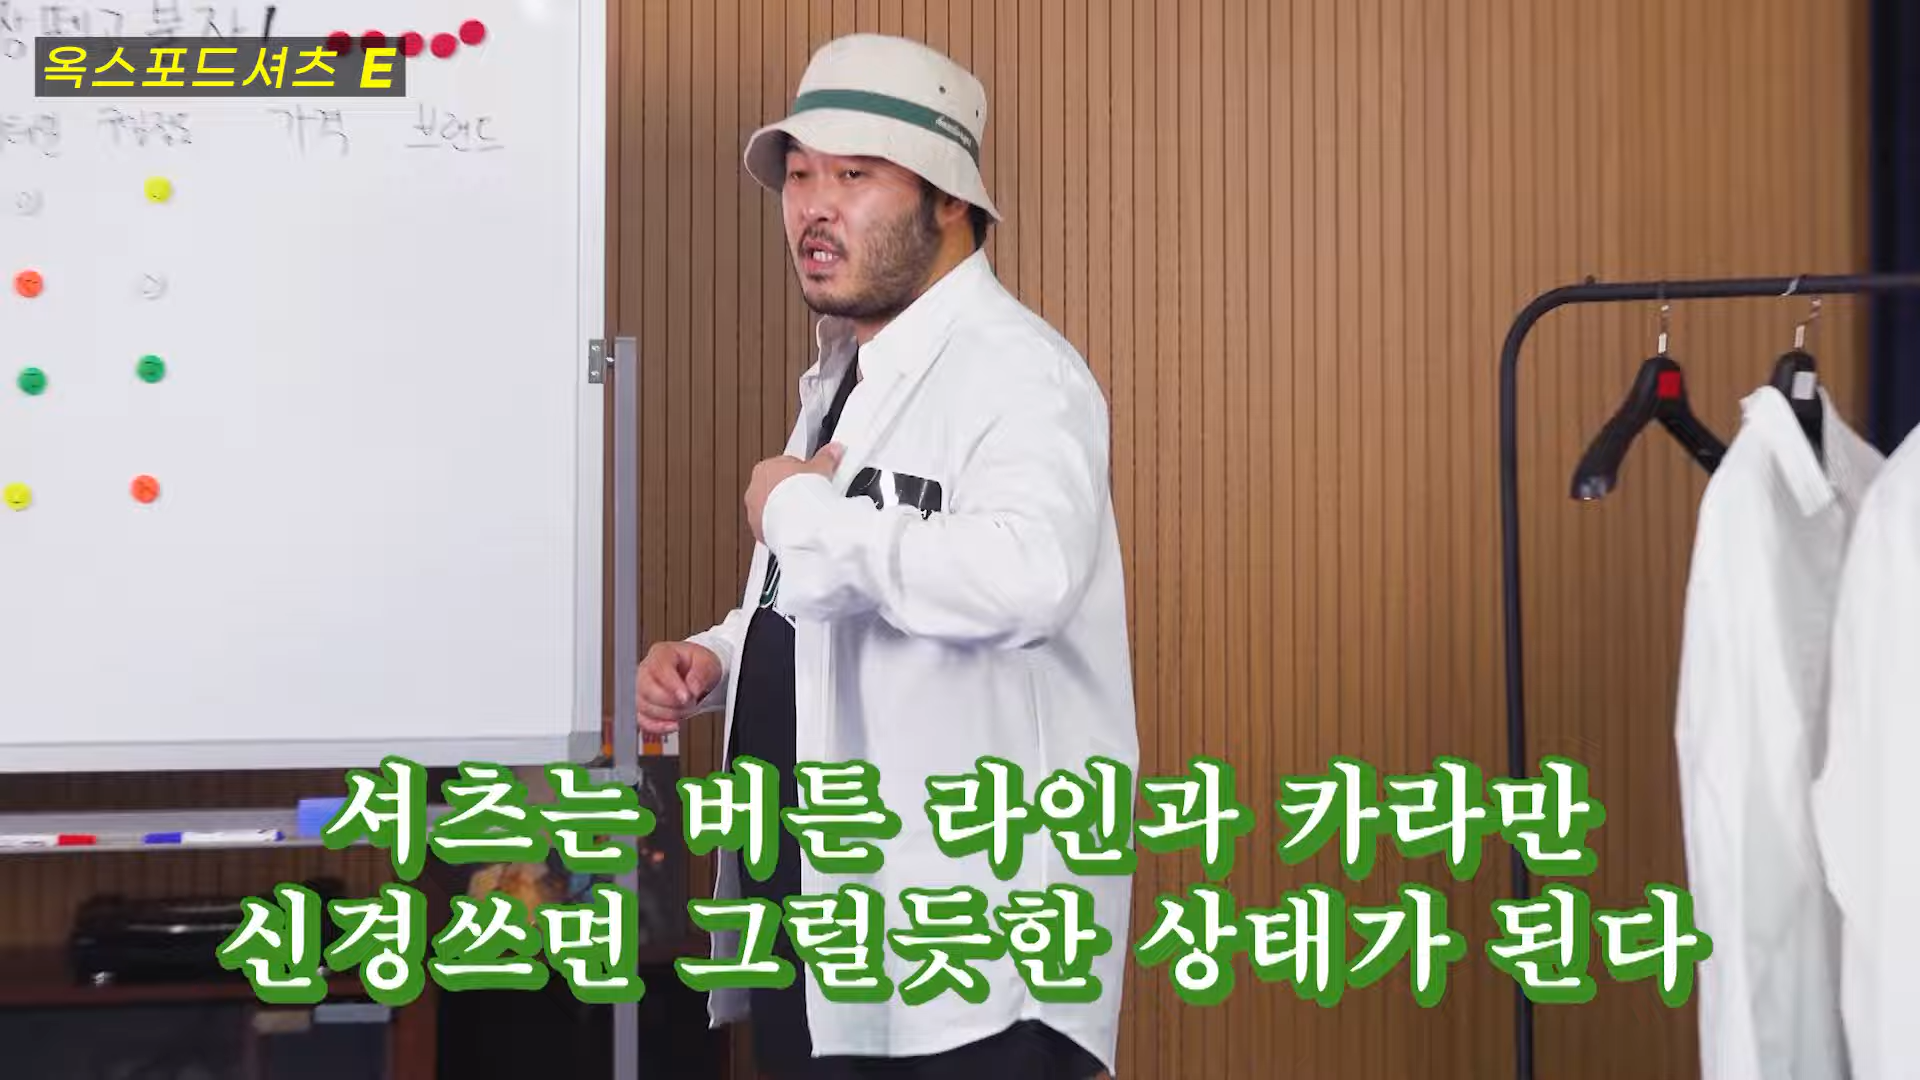 옥스포드셔츠 E
가격
브랜드
셔츠는 버튼 라인과 카라만
신경쓰면 그럴듯한 상태가 된다